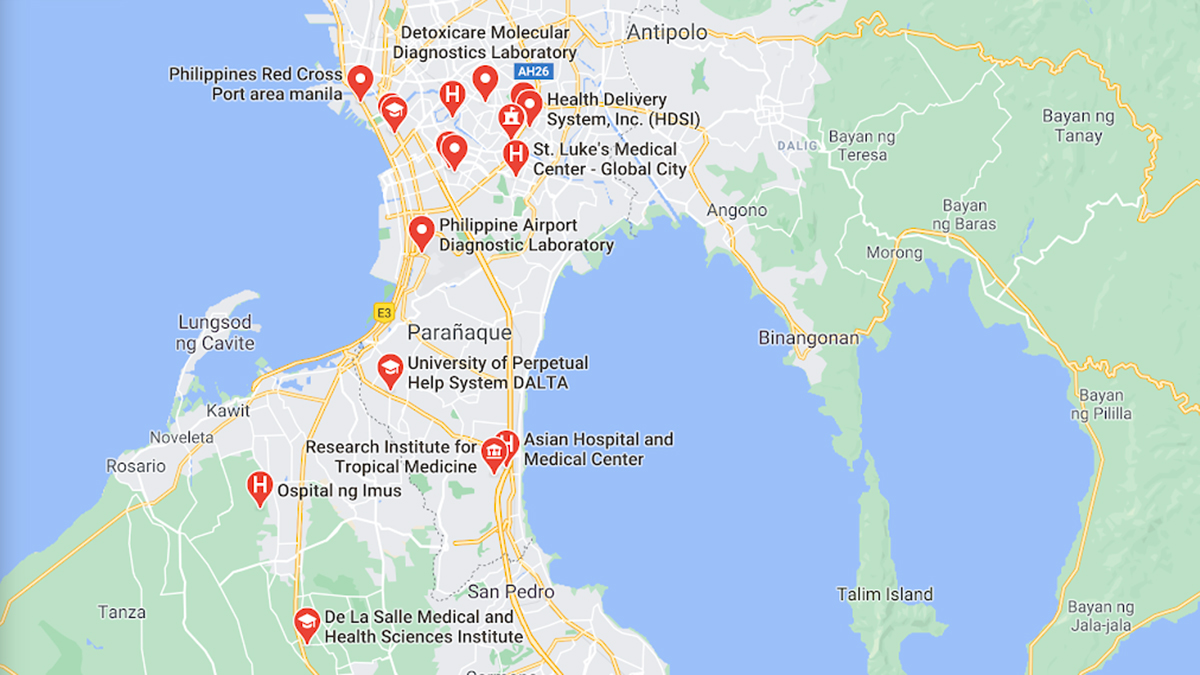 Detoxicare Molecular
Diagnostics Laboratory
Antipolo
Philippines Red Cross
Port area manila
AH26
H
Health Delivery
System, Inc. (HDSI)
Bayan ng
Tanay
Bayan ng
Teresa
DALIG
H
St. Luke's Medical
Center - Global City
Angono
Bayan
ng Baras
Philippine Airport
Diagnostic Laboratory
Morong
E3
Lungsod
ng Cavite
Parañaque
Binangonan
University of Perpetual
Help System DALTA
Kawit
Bayan
ng Pililla
Noveleta
H
Asian Hospital and
Medical Center
Research Institute for
Tropical Medicine
Rosario
H
Ospital ng Imus
San Pedro
Talim Island
Tanza
De La Salle Medical and
Health Sciences Institute
Bayan ng
Jala-jala